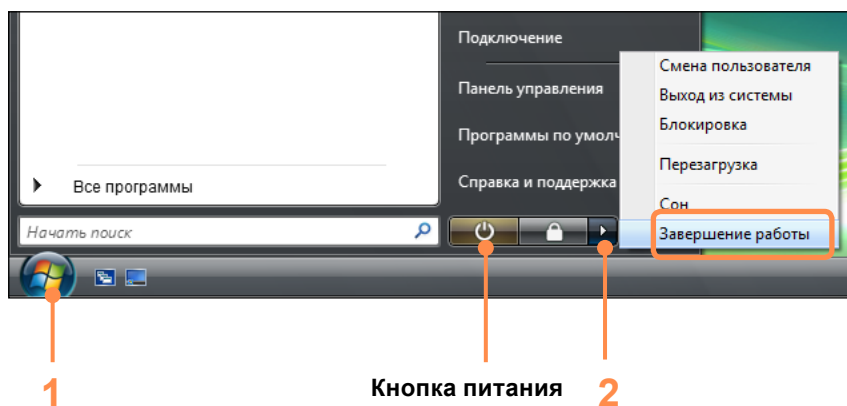 Подключение
Панель управления
Программы по умолч
Справка и поддержка
Все программы
Начать поиск
Смена пользователя
Выход из системы
Блокировка
Перезагрузка
Сон
Завершение работы
1
Кнопка питания
2